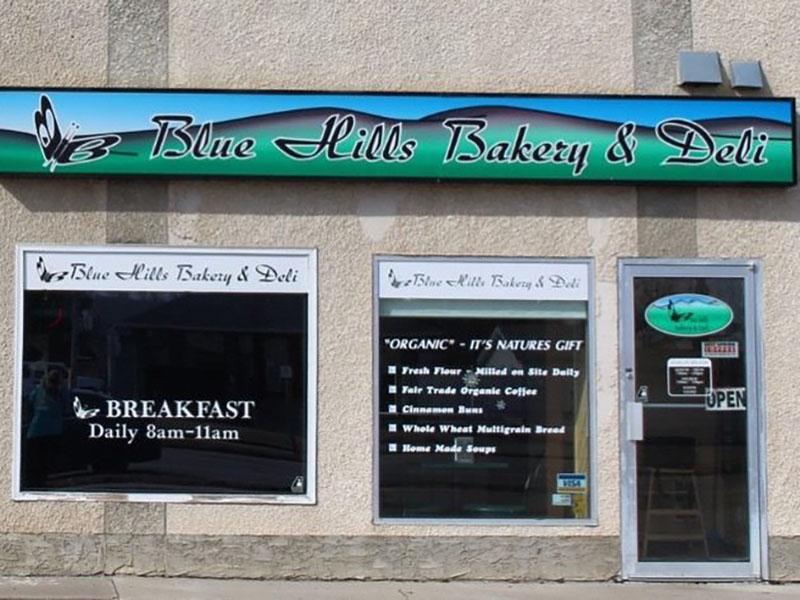 Blue Hills Bakery & Deli
Blue Hills Bakery & Deli
BREAKFAST
Daily 8am-11am
Blue Hills Bakery & Deli
"ORGANIC" - IT'S NATURES GIFT
Fresh Flour - Milled on Site Daily
Fair Trade Organic Coffee
Cinnamon Buns
Whole Wheat Multigrain Bread
Home Made Soups
VISA
OPEN